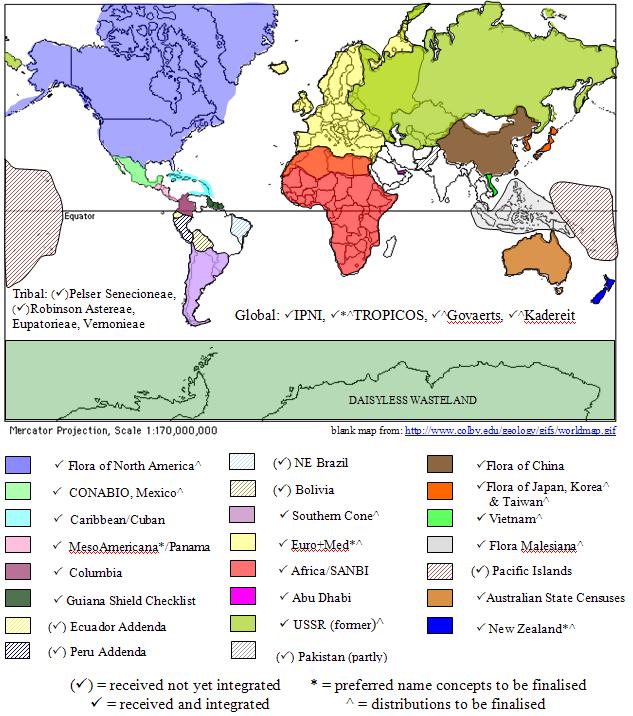 Equator
Tribal: (✓)Pelser Senecioneae,
(✓)Robinson Astereae,
Eupatorieae, Vernonieae
Global: ✓IPNI, ✓*^TROPICOS, ✓^Govaerts, ✓^Kadereit
DAISYLESS WASTELAND
Mercator Projection, Scale 1:170,000,000
blank map from: http://www.colby.edu/geology/gifs/worldmap.gif
✓ Flora of North America^
✓ CONABIO, Mexico^
✓ Caribbean/Cuban
✓ MesoAmericana*/Panama
✓ Columbia
✓ Guiana Shield Checklist
(✓) Ecuador Addenda
(✓) Peru Addenda
(✓) NE Brazil
(✓) Bolivia
✓ Southern Cone^
✓ Euro+Med*^
✓ Africa/SANBI
✓ Abu Dhabi
✓ USSR (former)^
(✓) Pakistan (partly)
✓Flora of China
✓Flora of Japan, Korea^
& Taiwan^
✓ Vietnam^
✓ Flora Malesiana^
(✓) Pacific Islands
✓Australian State Censuses
✓ New Zealand*^
(✓) = received not yet integrated
✓ = received and integrated
* = preferred name concepts to be finalised
^ = distributions to be finalised